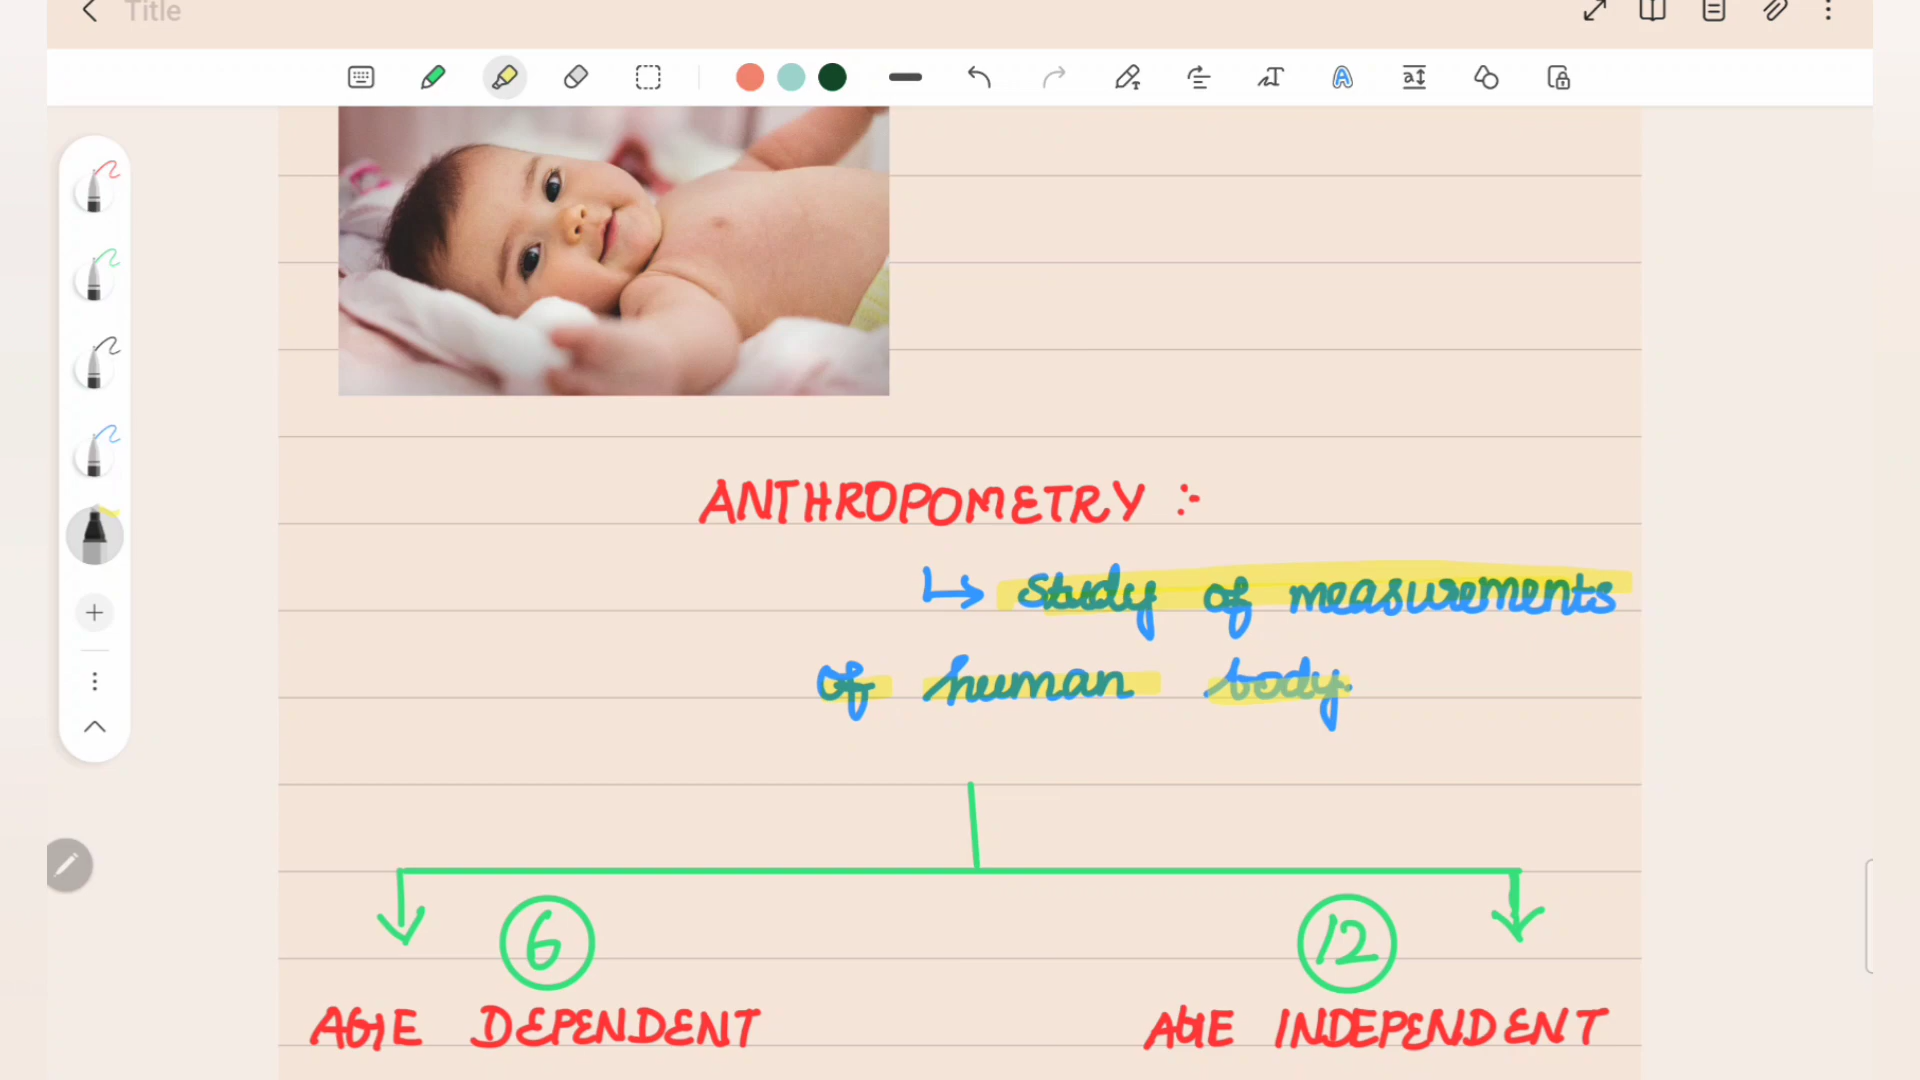 Title
ANTHROPOMETRY :-
↳ study of measurements
of human body.
6
12
AGE DEPENDENT
AGE INDEPENDENT